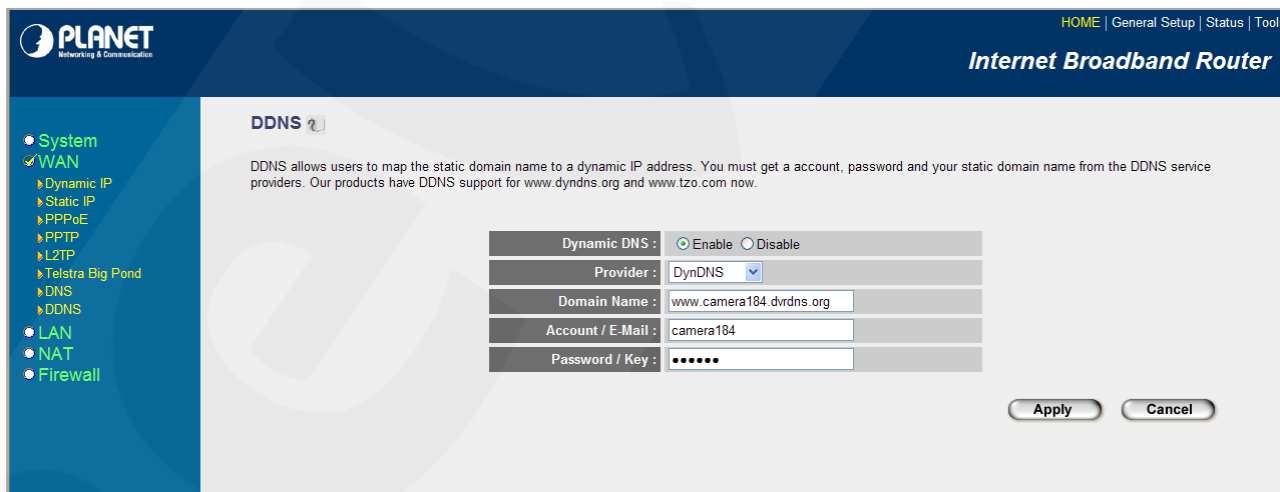 PLANET
Networking & Communication
HOME | General Setup | Status | Tools
Internet Broadband Router
System
WAN
Dynamic IP
Static IP
PPPoE
PPTP
L2TP
Telstra Big Pond
DNS
DDNS
LAN
NAT
Firewall
DDNS
DDNS allows users to map the static domain name to a dynamic IP address. You must get a account, password and your static domain name from the DDNS service
providers. Our products have DDNS support for www.dyndns.org and www.tzo.com now.
Dynamic DNS : Enable Disable
Provider : DynDNS
Domain Name : www.camera184.dvrdns.org
Account / E-Mail : camera184
Password / Key : ••••••
Apply Cancel